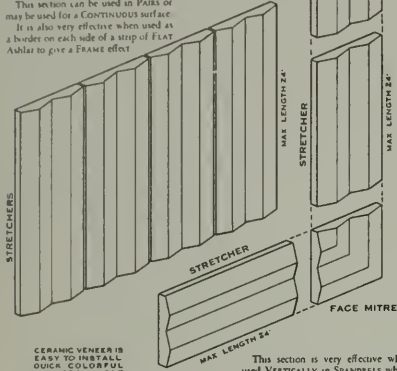 This section can be used in PAIRS or
may be used for a CONTINUOUS surface
It is also very effective when used as
a border on each side of a strip of FLAT
Ashlar to give a FRAME effect
STRETCHERS
MAX LENGTH 24"
STRETCHER
MAX LENGTH 24"
STRETCHER
MAX LENGTH 24"
FACE MITRE
CERAMIC VENEER IS
EASY TO INSTALL
QUICK COLORFUL
This section is very effective
used VERTICALLY in SPANDRELS